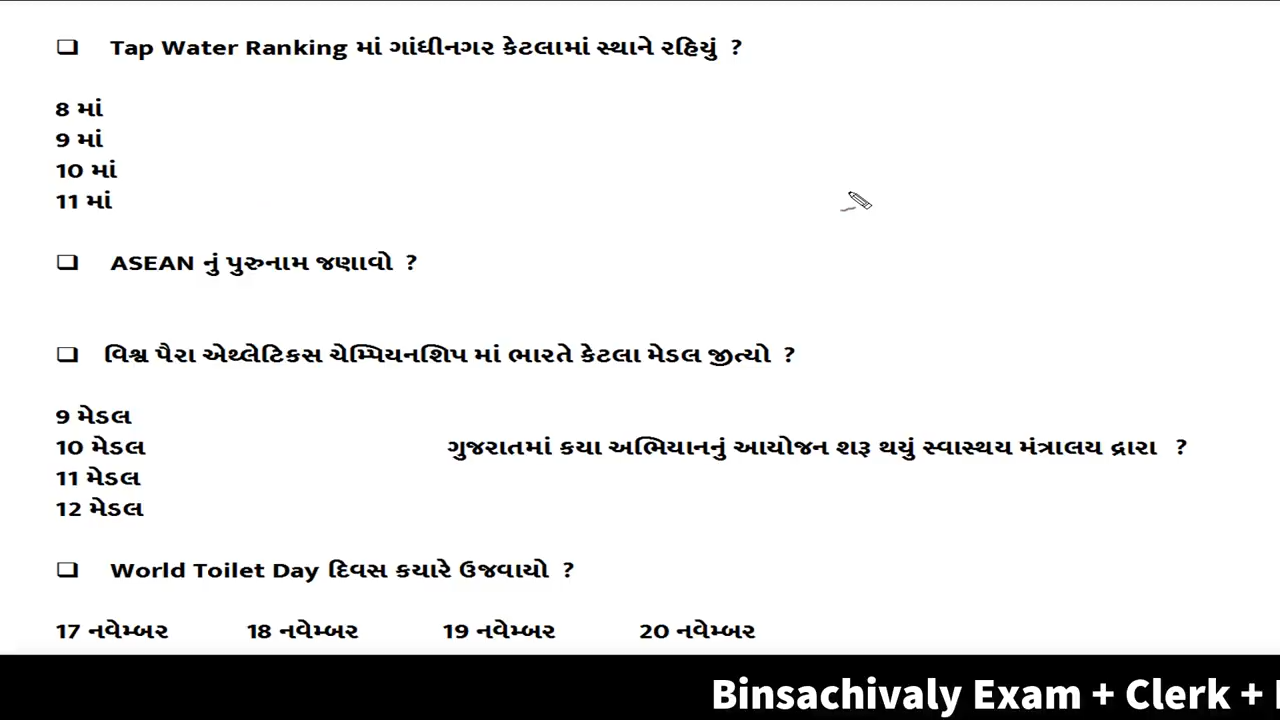 ❑ Tap Water Ranking માં ગાંધીનગર કેટલામાં સ્થાને રહિયું ?
8 માં
9 માં
10 માં
11 માં
❑ ASEAN નું પુરુનામ જણાવો ?
❑ વિશ્વ પૈરા એથ્લેટિકસ ચેમ્પિયનશિપ માં ભારતે કેટલા મેડલ જીત્યો ?
9 મેડલ
10 મેડલ ગુજરાતમાં કયા અભિયાનનું આયોજન શરૂ થયું સ્વાસ્થય મંત્રાલય દ્રારા ?
11 મેડલ
12 મેડલ
❑ World Toilet Day દિવસ કયારે ઉજવાયો ?
17 નવેમ્બર 18 નવેમ્બર 19 નવેમ્બર 20 નવેમ્બર
Binsachivaly Exam + Clerk +